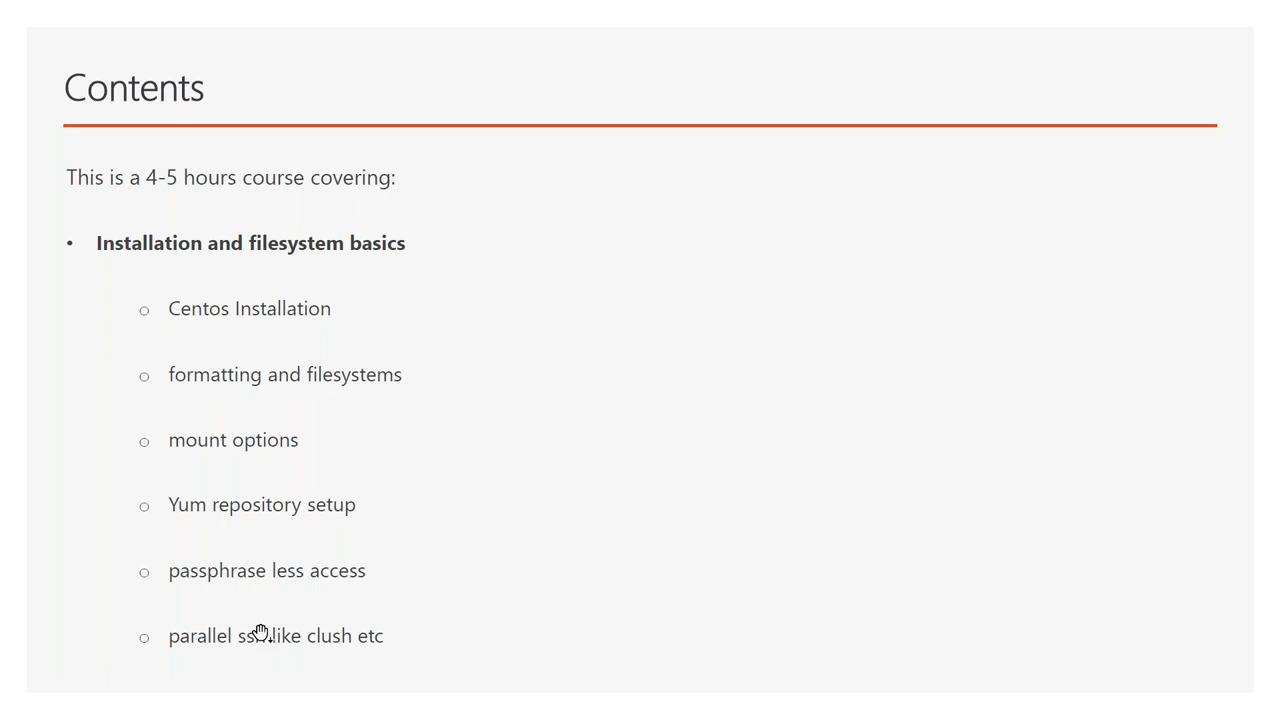 Contents
This is a 4-5 hours course covering:
• Installation and filesystem basics
o Centos Installation
o formatting and filesystems
o mount options
o Yum repository setup
o passphrase less access
o parallel like clush etc